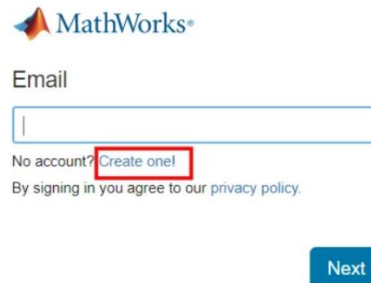 MathWorks®
Email
No account? Create one!
By signing in you agree to our privacy policy.
Next